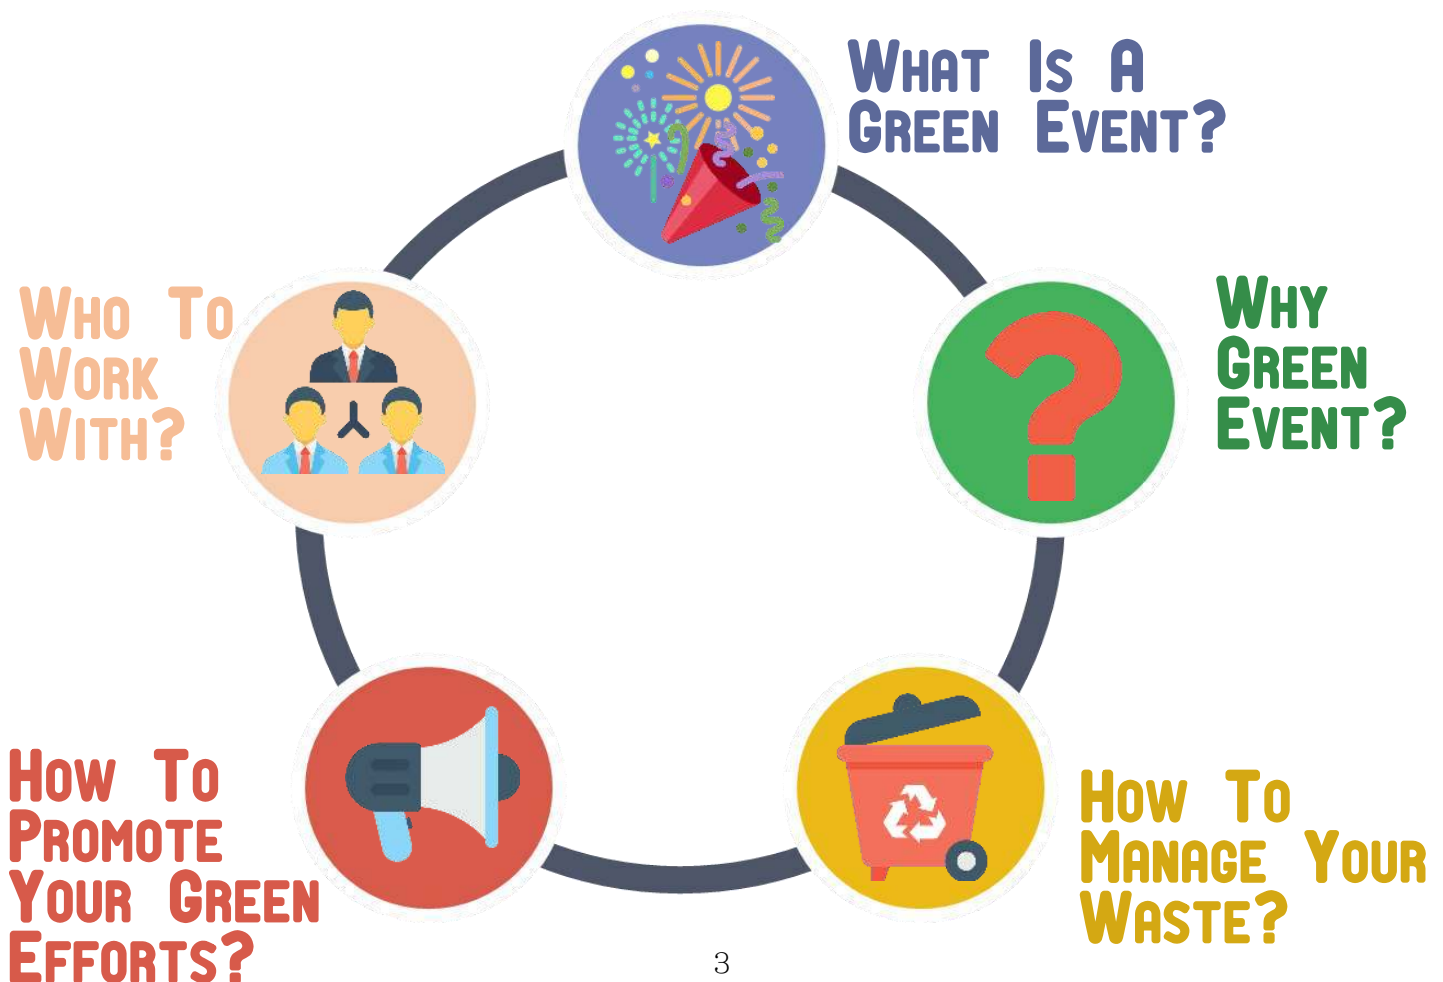 What Is A
Green Event?
Why
Green
Event?
How To
Manage Your
Waste?
How To
Promote
Your Green
Efforts?
Who To
Work
With?
3